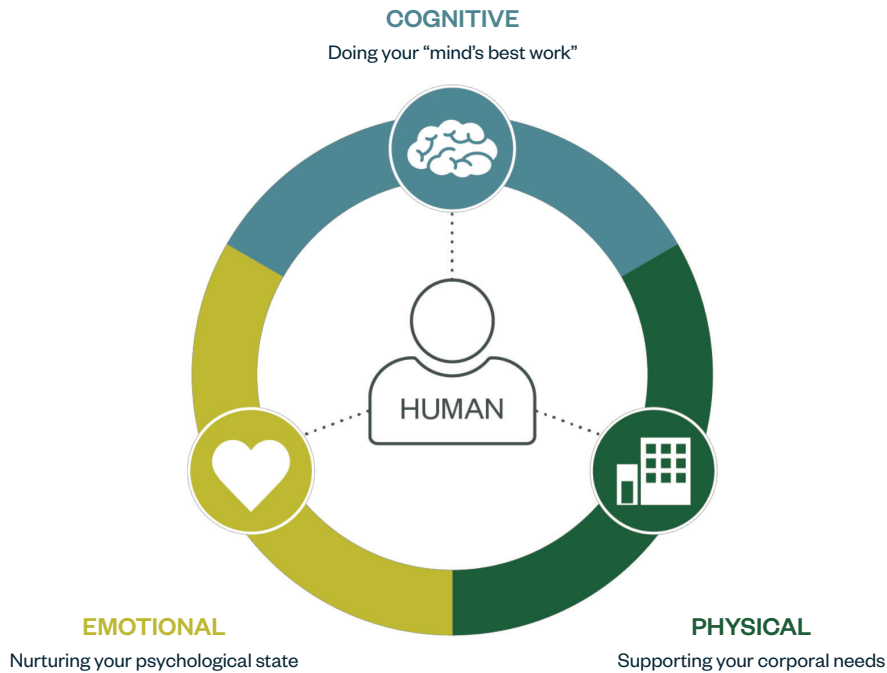 COGNITIVE
Doing your “mind’s best work”
HUMAN
EMOTIONAL
Nurturing your psychological state
PHYSICAL
Supporting your corporal needs